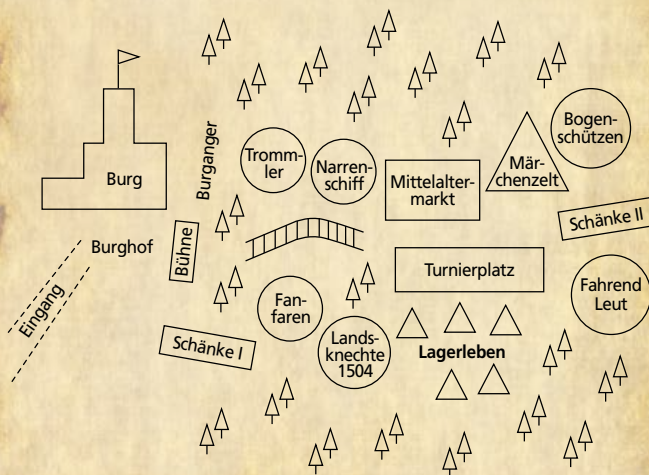 Burg
Burganger
Tromm-
ler
Narren-
schiff
Mittelalter-
markt
Mär-
chenzelt
Bogen-
schützen
Schänke II
Burghof
Bühne
Eingang
Turnierplatz
Fahrend
Leut
Fan-
faren
Schänke I
Lands-
knechte
1504
Lagerleben